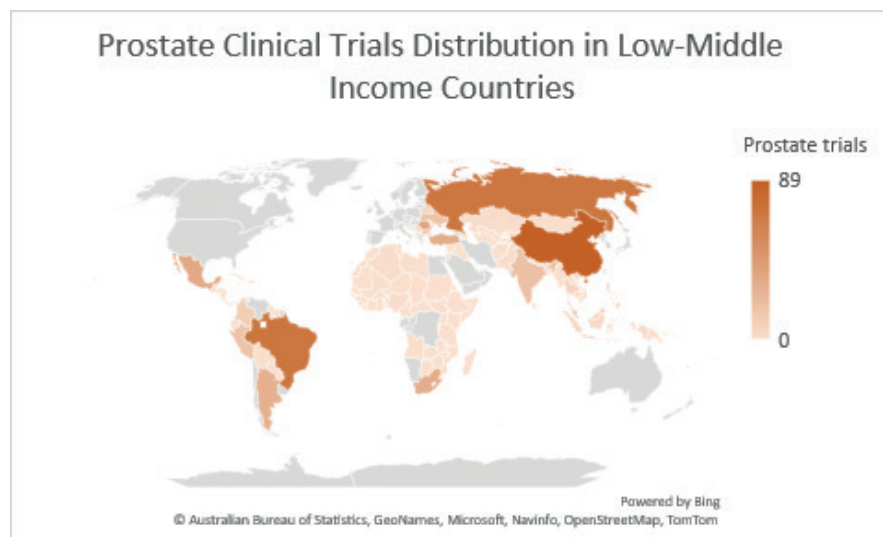 Prostate Clinical Trials Distribution in Low-Middle
Income Countries
Prostate trials
89
0
Powered by Bing
© Australian Bureau of Statistics, GeoNames, Microsoft, Navinfo, OpenStreetMap, TomTom